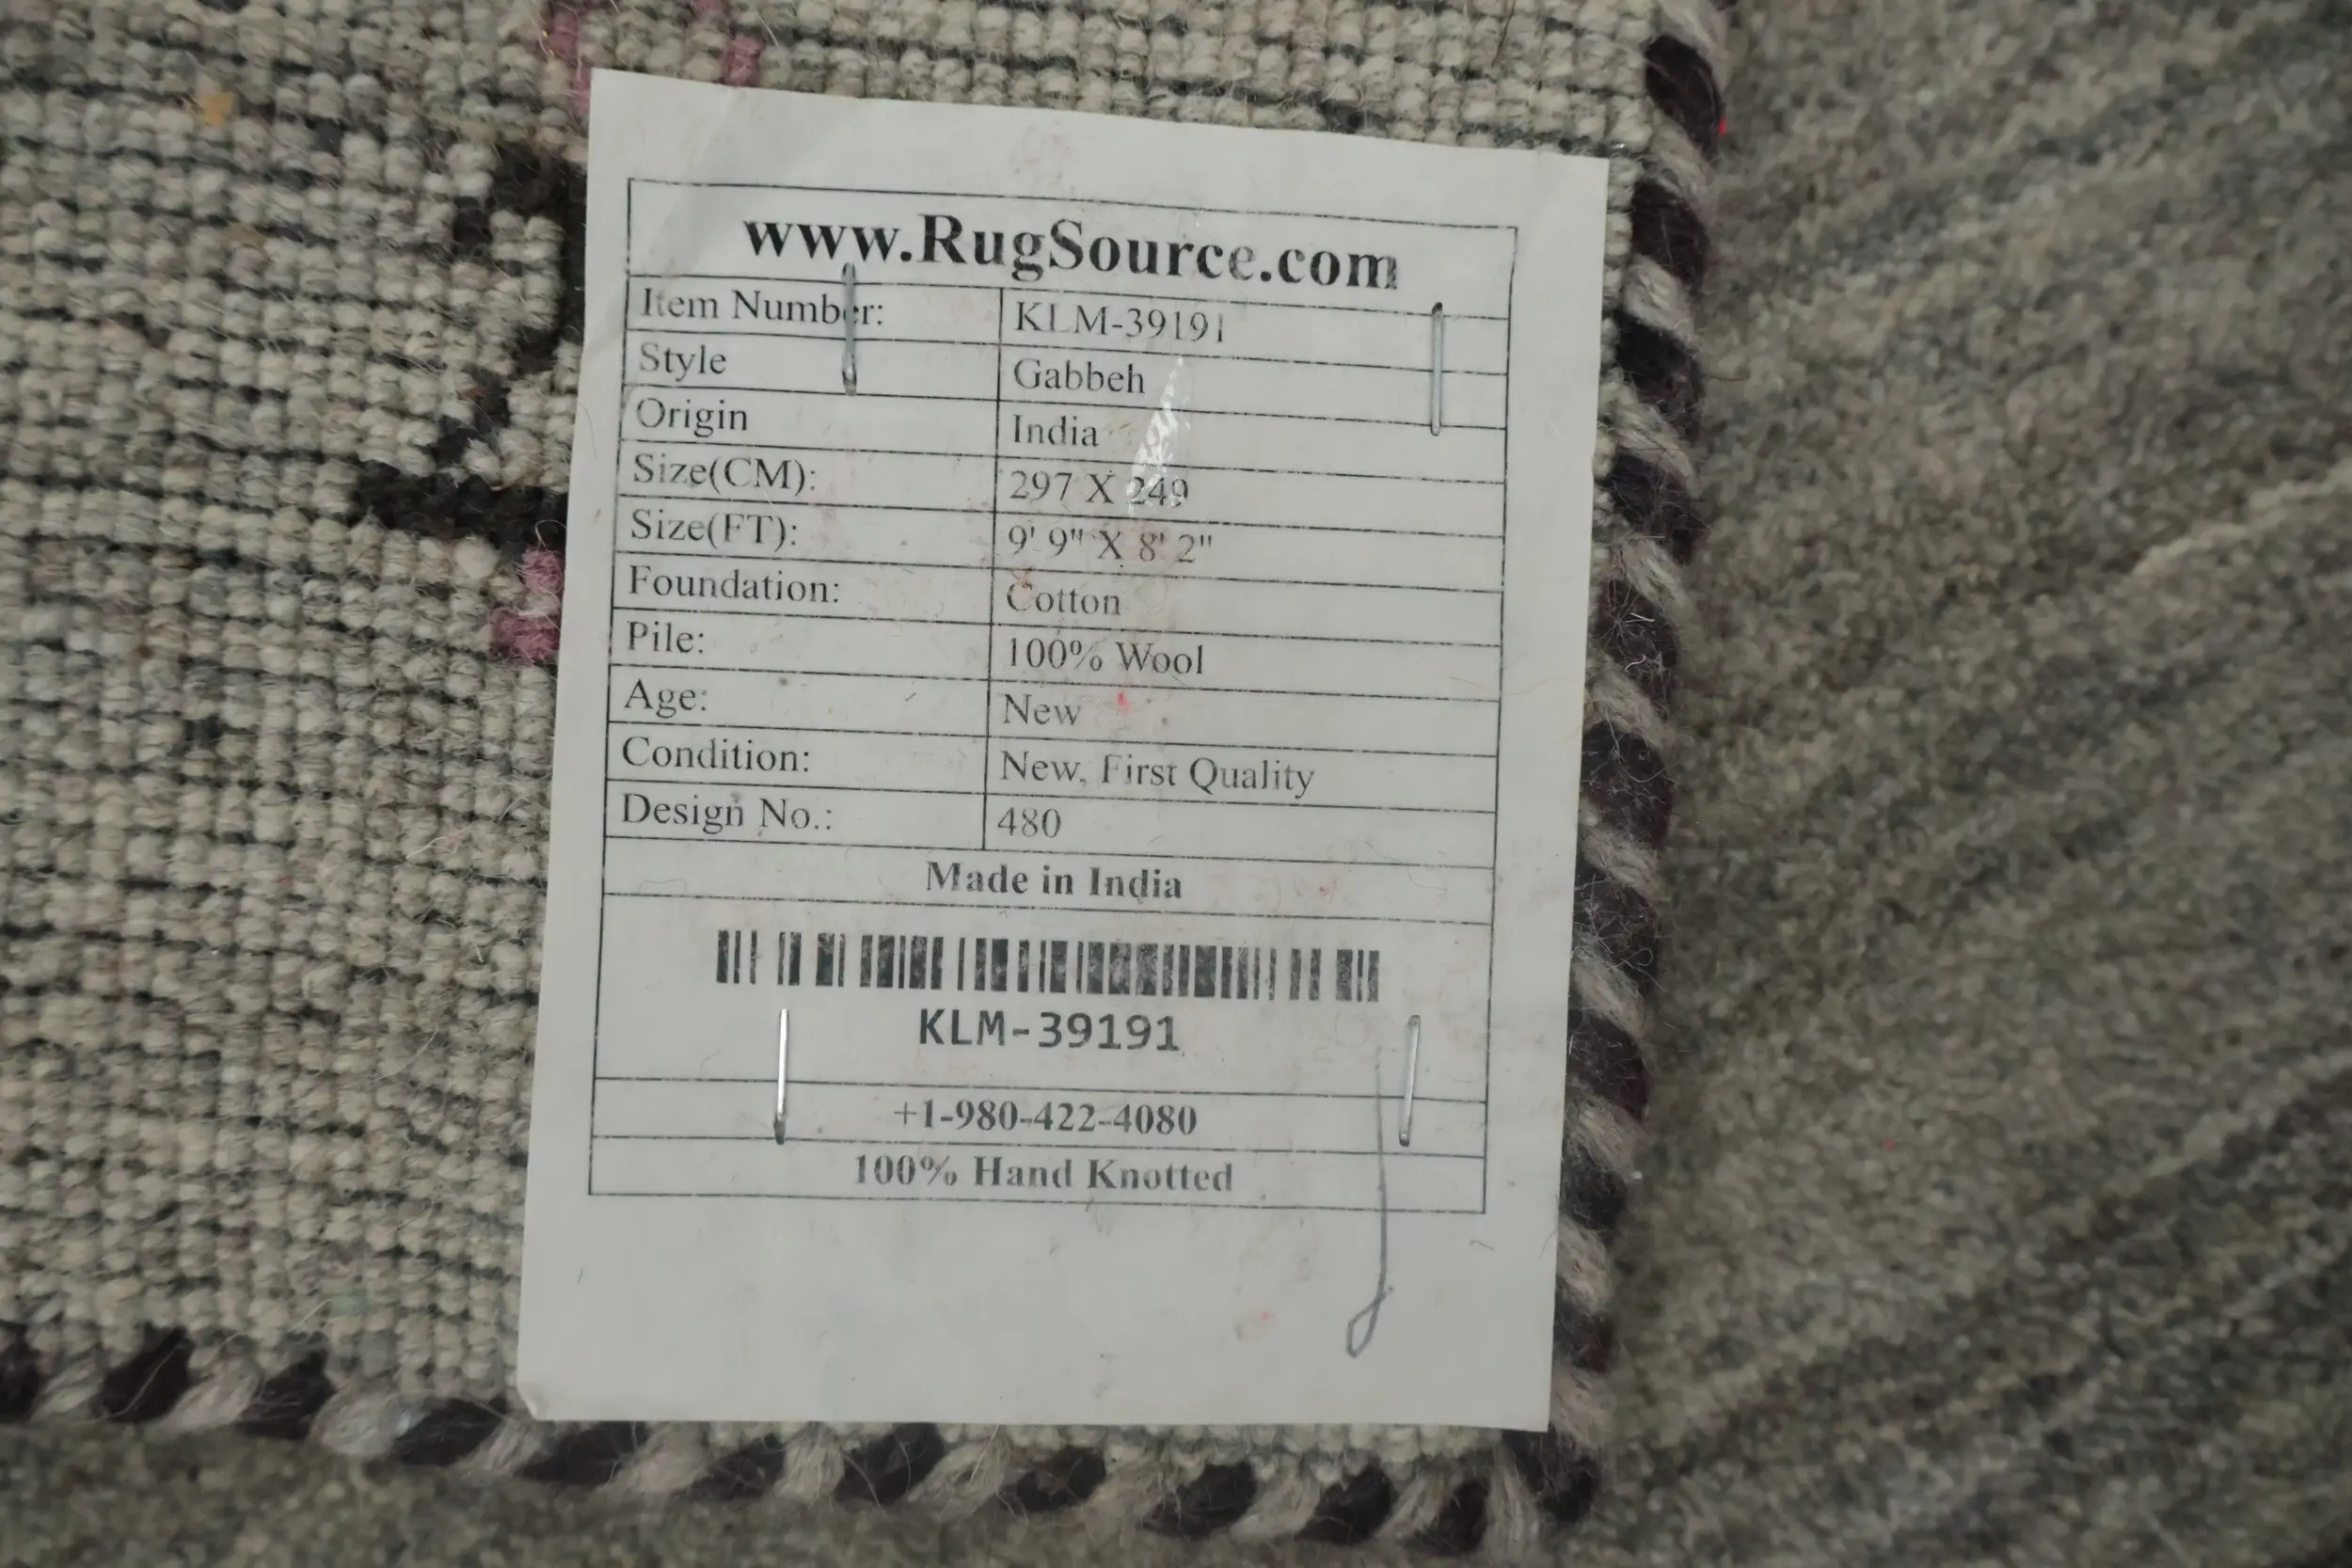 www.RugSource.com
Item Number: KLM-39191
Style Gabbeh
Origin India
Size(CM): 297 X 249
Size(FT): 9' 9" X 8' 2"
Foundation: Cotton
Pile: 100% Wool
Age: New
Condition: New, First Quality
Design No.: 480
Made in India
KLM-39191
+1-980-422-4080
100% Hand Knotted